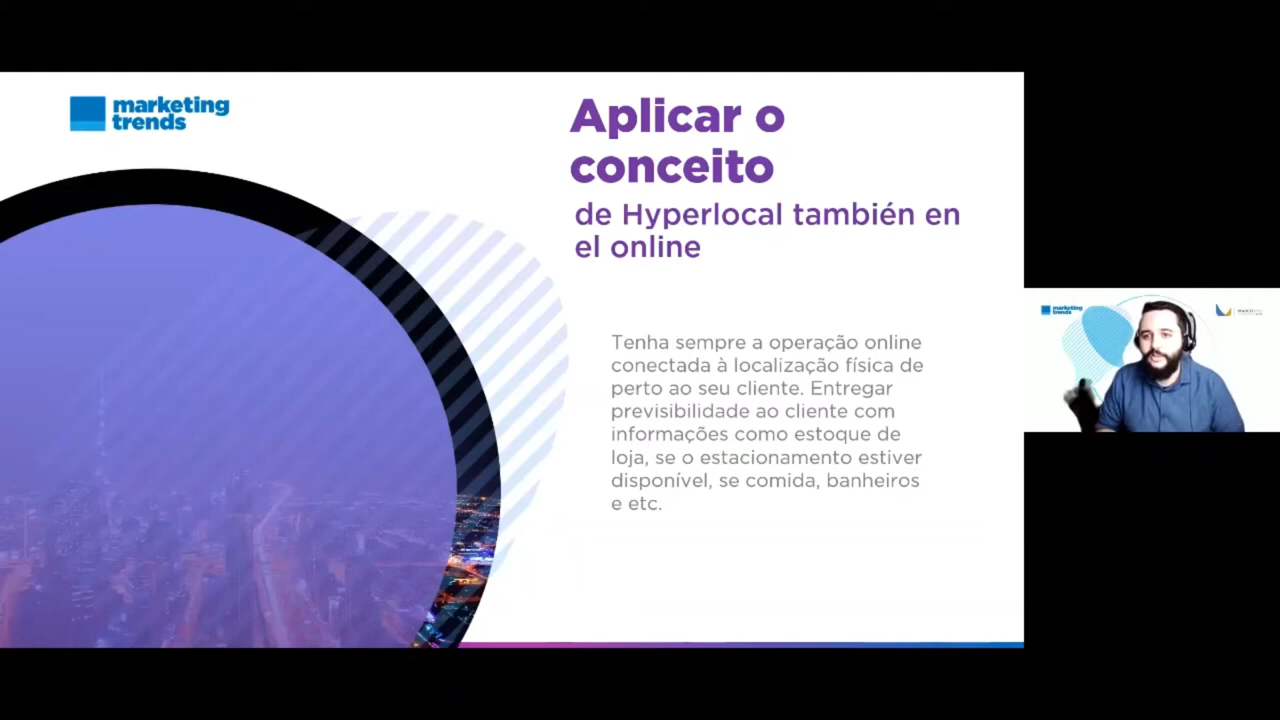 marketing
trends
Aplicar o
conceito
de Hyperlocal también en
el online
Tenha sempre a operação online
conectada à localização física de
perto ao seu cliente. Entregar
previsibilidade ao cliente com
informações como estoque de
loja, se o estacionamento estiver
disponível, se comida, banheiros
e etc.
marketing
trends